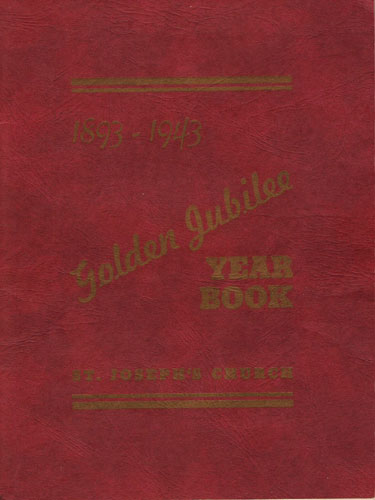 1893-1943
Golden Jubilee
YEAR
BOOK
ST. JOSEPH'S CHURCH